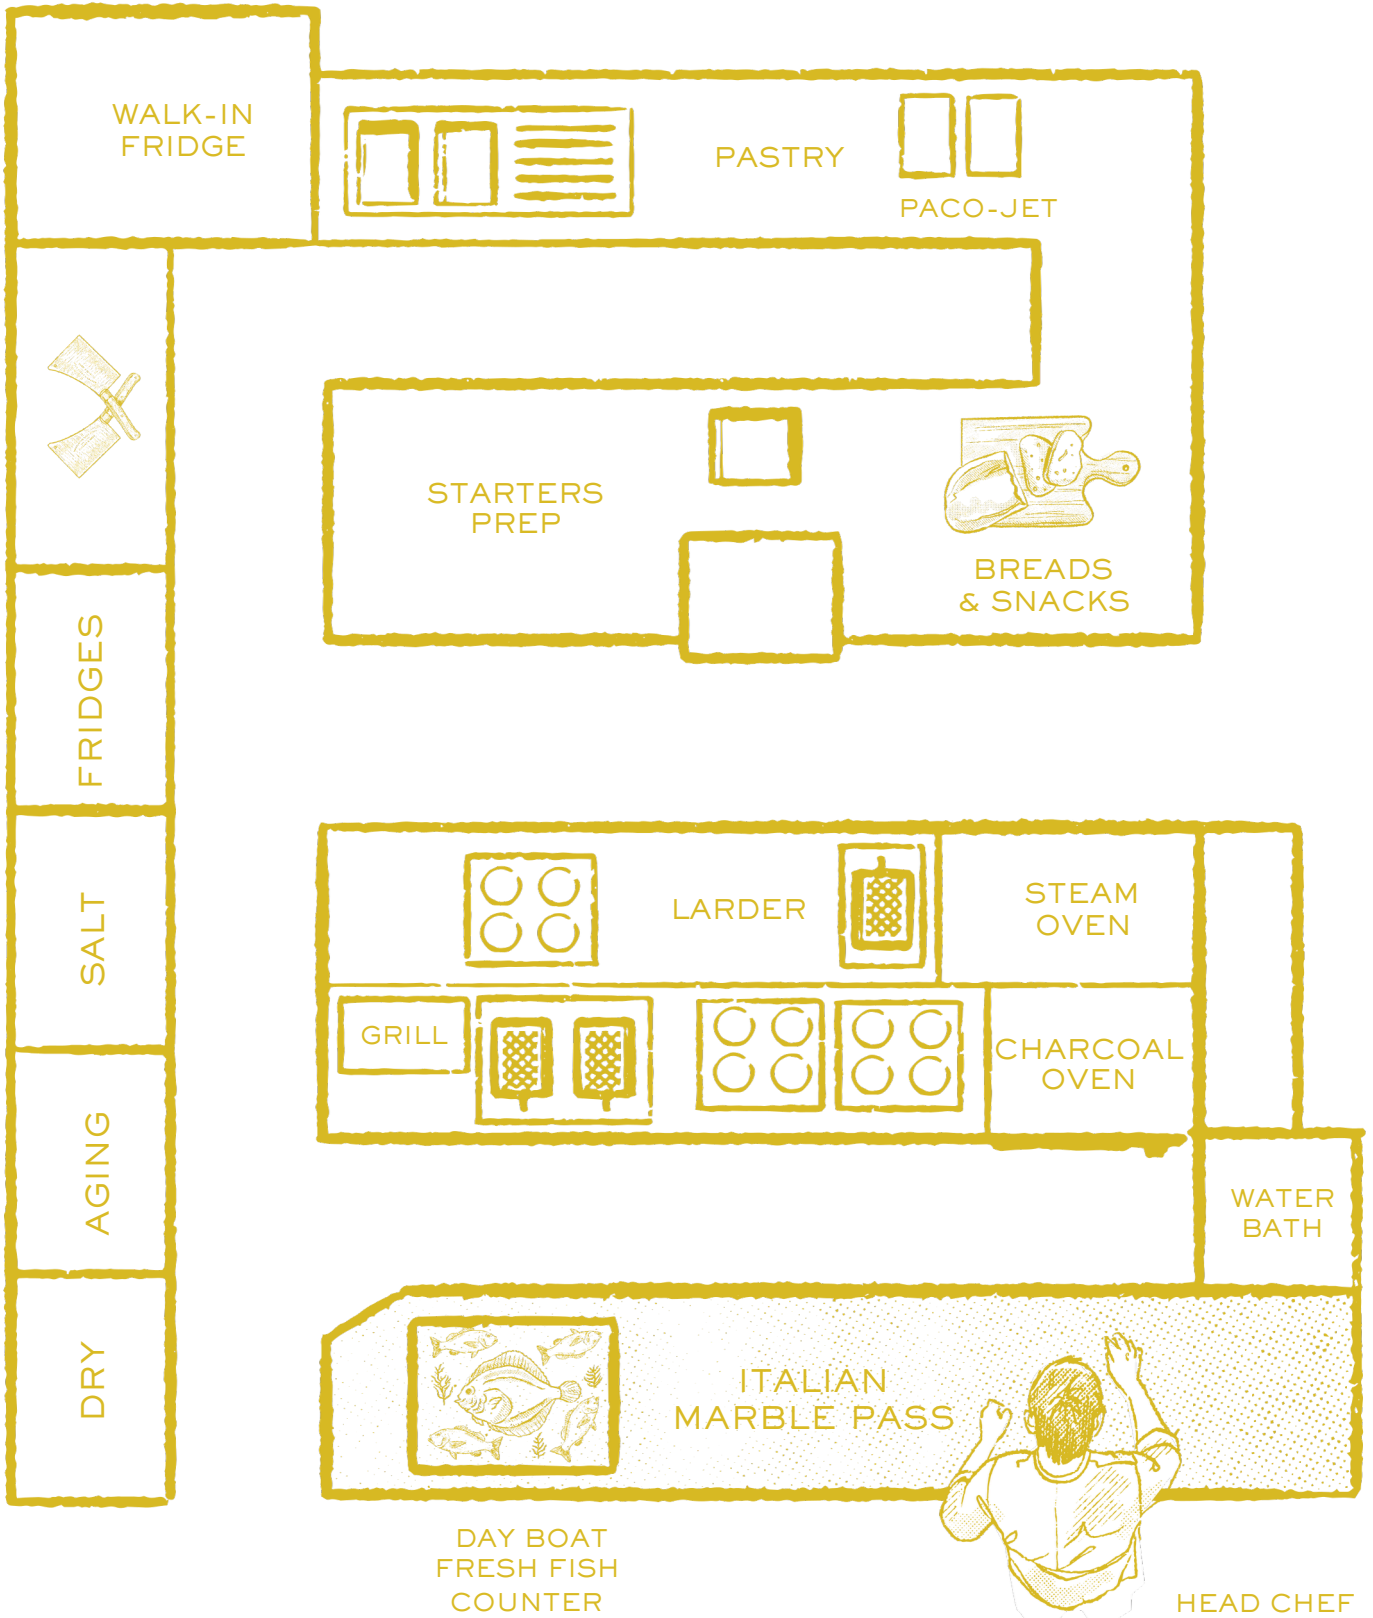 WALK-IN
FRIDGE
PASTRY
PACO-JET
STARTERS
PREP
BREADS
& SNACKS
FRIDGES
SALT
AGING
DRY
LARDER
STEAM
OVEN
GRILL
CHARCOAL
OVEN
WATER
BATH
ITALIAN
MARBLE PASS
DAY BOAT
FRESH FISH
COUNTER
HEAD CHEF